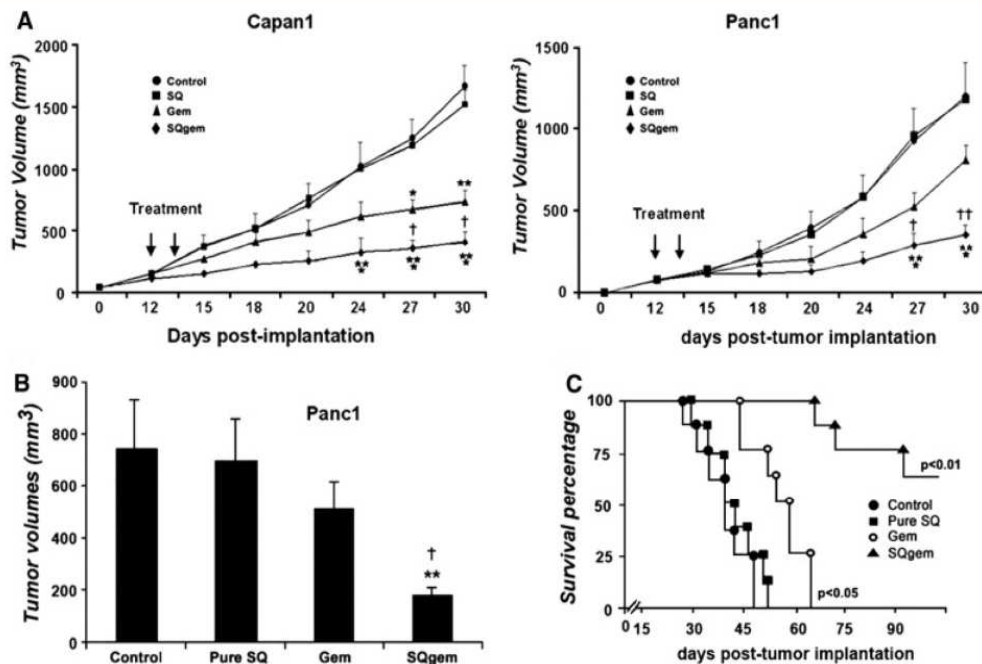 A
Capan1
Tumor Volume (mm³)
2000
1500
1000
500
0
Control
SQ
Gem
SQgem
Treatment
*
**
†
†
**
*
**
*
**
*
0 12 15 18 20 24 27 30
Days post-implantation
Panc1
Tumor Volume (mm³)
1500
1000
500
0
Control
SQ
Gem
SQgem
Treatment
†
††
**
*
**
*
0 12 15 18 20 24 27 30
days post-tumor implantation
B
Panc1
Tumor volumes (mm³)
900
800
600
400
200
0
†
**
Control Pure SQ Gem SQgem
C
Survival percentage
100
75
50
25
0
p<0.01
Control
Pure SQ
Gem
SQgem
p<0.05
0 15 30 45 60 75 90
days post-tumor implantation